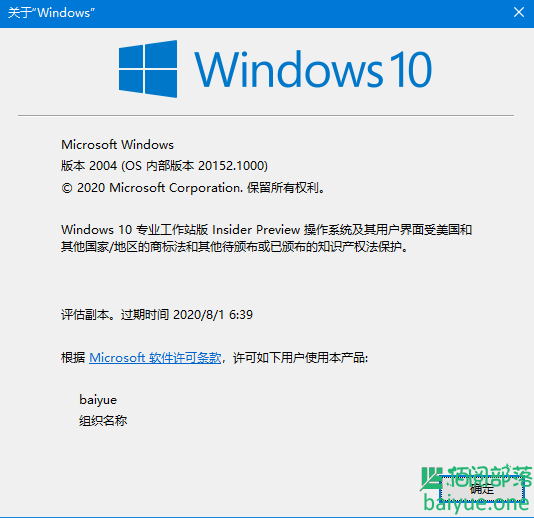 关于“Windows”
Windows 10
Microsoft Windows
版本 2004 (OS 内部版本 20152.1000)
© 2020 Microsoft Corporation. 保留所有权利。
Windows 10 专业工作站版 Insider Preview 操作系统及其用户界面受美国和
其他国家/地区的商标法和其他待颁布或已颁布的知识产权法保护。
评估副本。过期时间 2020/8/1 6:39
根据 Microsoft 软件许可条款，许可如下用户使用本产品:
baiyue
组织名称
佰阅部落
确定
baiyue.one